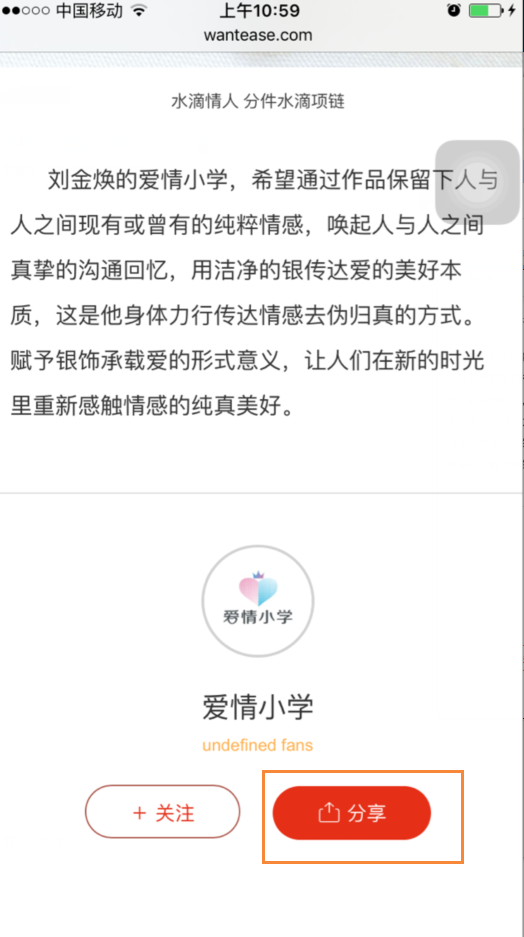 中国移动 上午10:59
wantease.com
水滴情人 分件水滴项链
刘金焕的爱情小学，希望通过作品保留下人与
人之间现有或曾有的纯粹情感，唤起人与人之间
真挚的沟通回忆，用洁净的银传达爱的美好本
质，这是他身体力行传达情感去伪归真的方式。
赋予银饰承载爱的形式意义，让人们在新的时光
里重新感触情感的纯真美好。
爱情小学
爱情小学
undefined fans
+ 关注 分享